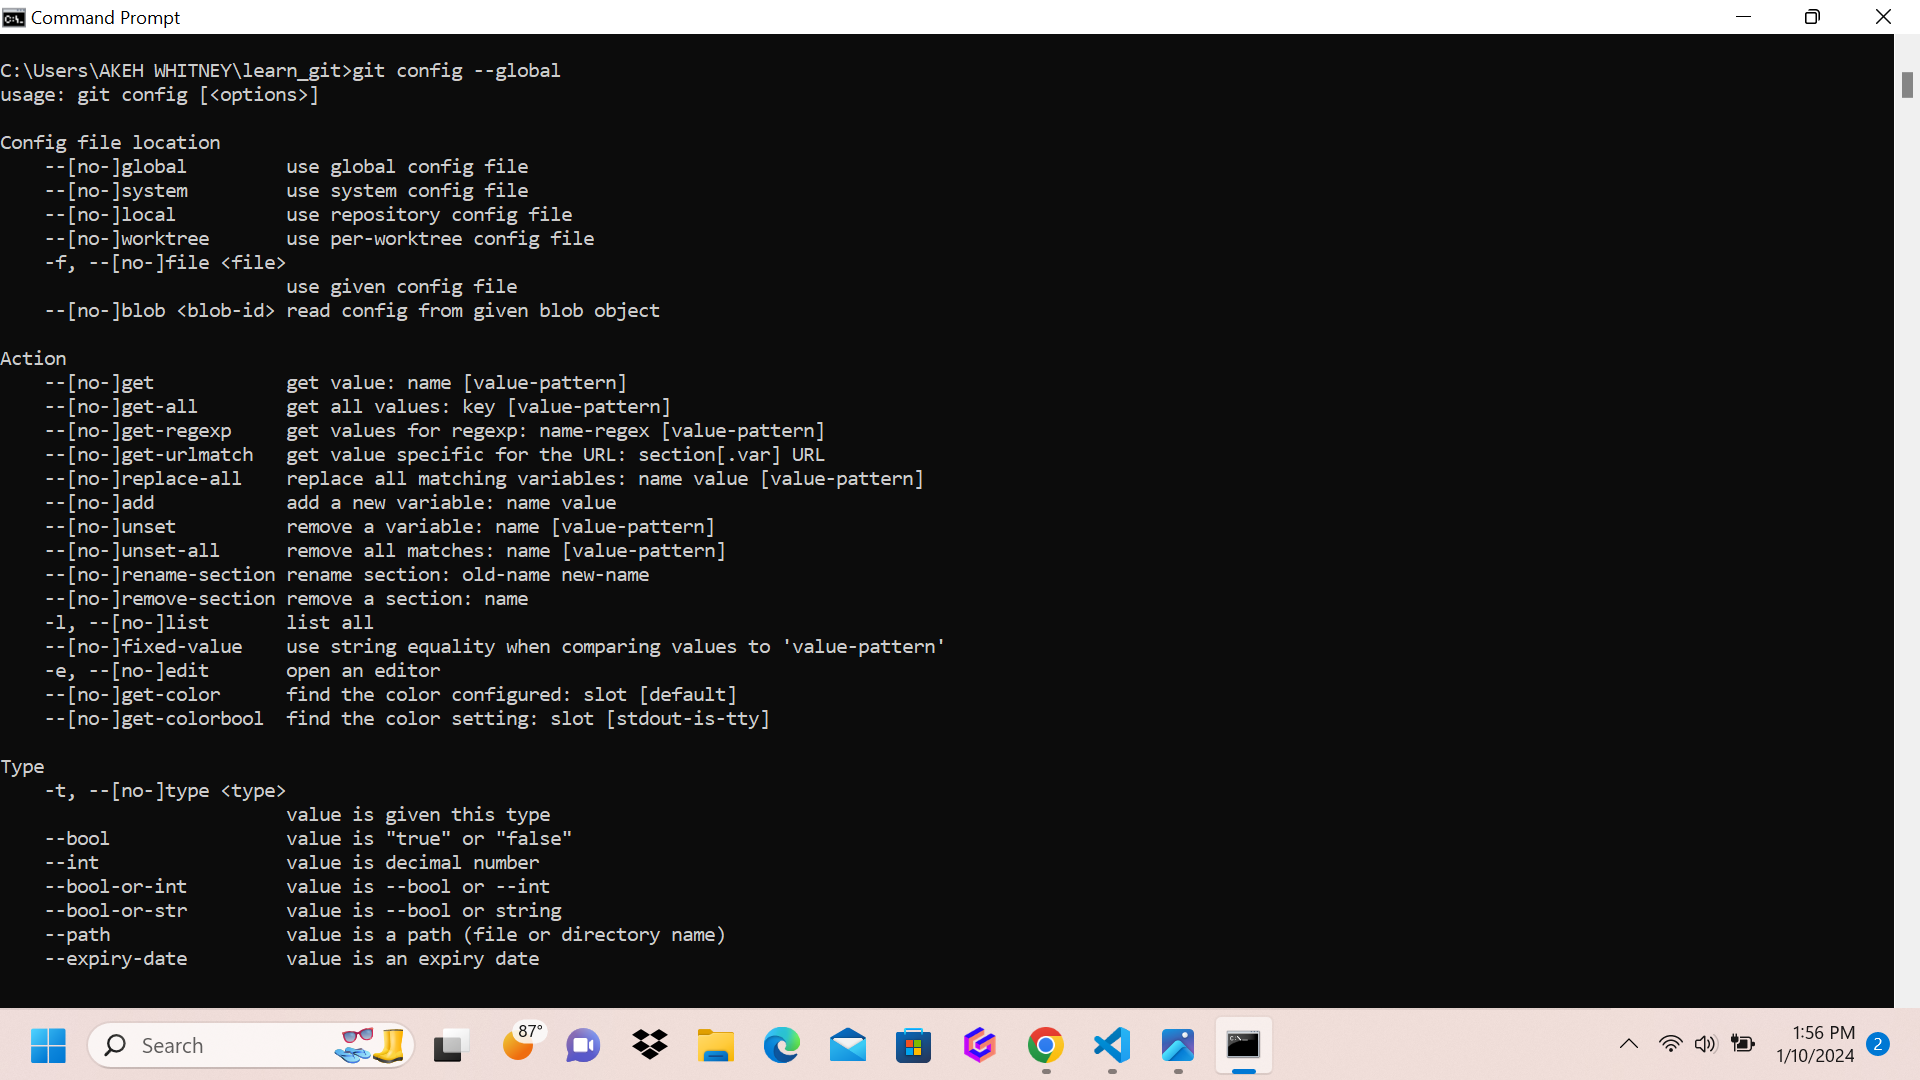 Command Prompt
C:\Users\AKEH WHITNEY\learn_git>git config --global
usage: git config [<options>]
Config file location
    --[no-]global         use global config file
    --[no-]system         use system config file
    --[no-]local          use repository config file
    --[no-]worktree       use per-worktree config file
    -f, --[no-]file <file>
                          use given config file
    --[no-]blob <blob-id> read config from given blob object
Action
    --[no-]get            get value: name [value-pattern]
    --[no-]get-all        get all values: key [value-pattern]
    --[no-]get-regexp     get values for regexp: name-regex [value-pattern]
    --[no-]get-urlmatch   get value specific for the URL: section[.var] URL
    --[no-]replace-all    replace all matching variables: name value [value-pattern]
    --[no-]add            add a new variable: name value
    --[no-]unset          remove a variable: name [value-pattern]
    --[no-]unset-all      remove all matches: name [value-pattern]
    --[no-]rename-section rename section: old-name new-name
    --[no-]remove-section remove a section: name
    -l, --[no-]list       list all
    --[no-]fixed-value    use string equality when comparing values to 'value-pattern'
    -e, --[no-]edit       open an editor
    --[no-]get-color      find the color configured: slot [default]
    --[no-]get-colorbool  find the color setting: slot [stdout-is-tty]
Type
    -t, --[no-]type <type>
                          value is given this type
    --bool                value is "true" or "false"
    --int                 value is decimal number
    --bool-or-int         value is --bool or --int
    --bool-or-str         value is --bool or string
    --path                value is a path (file or directory name)
    --expiry-date         value is an expiry date
Search
87°
1:56 PM
1/10/2024
2